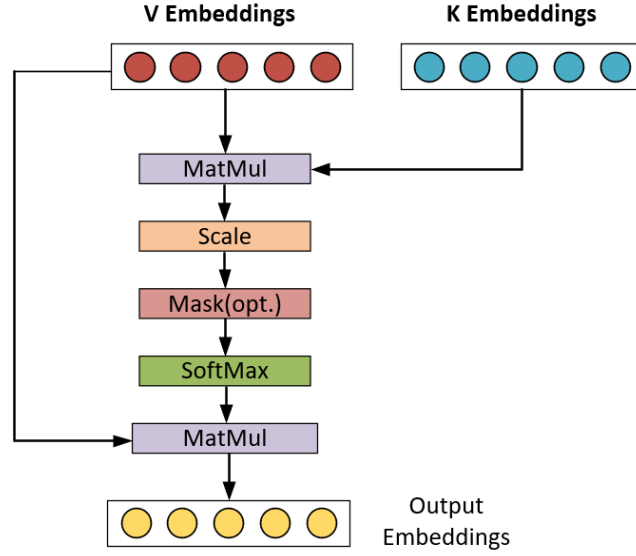 V Embeddings
K Embeddings
MatMul
Scale
Mask(opt.)
SoftMax
MatMul
Output
Embeddings